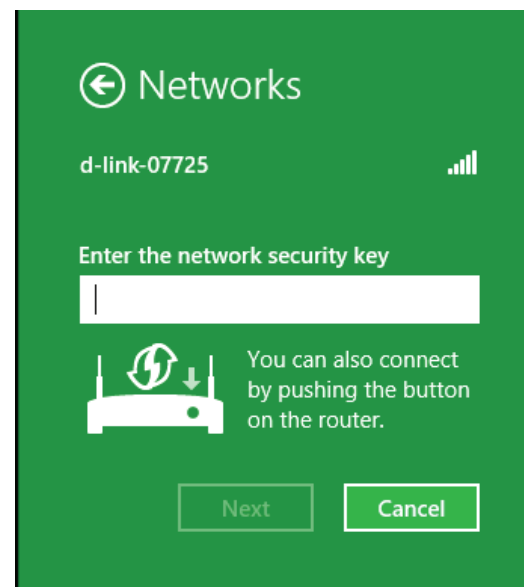 Networks
d-link-07725
Enter the network security key
You can also connect
by pushing the button
on the router.
Next
Cancel